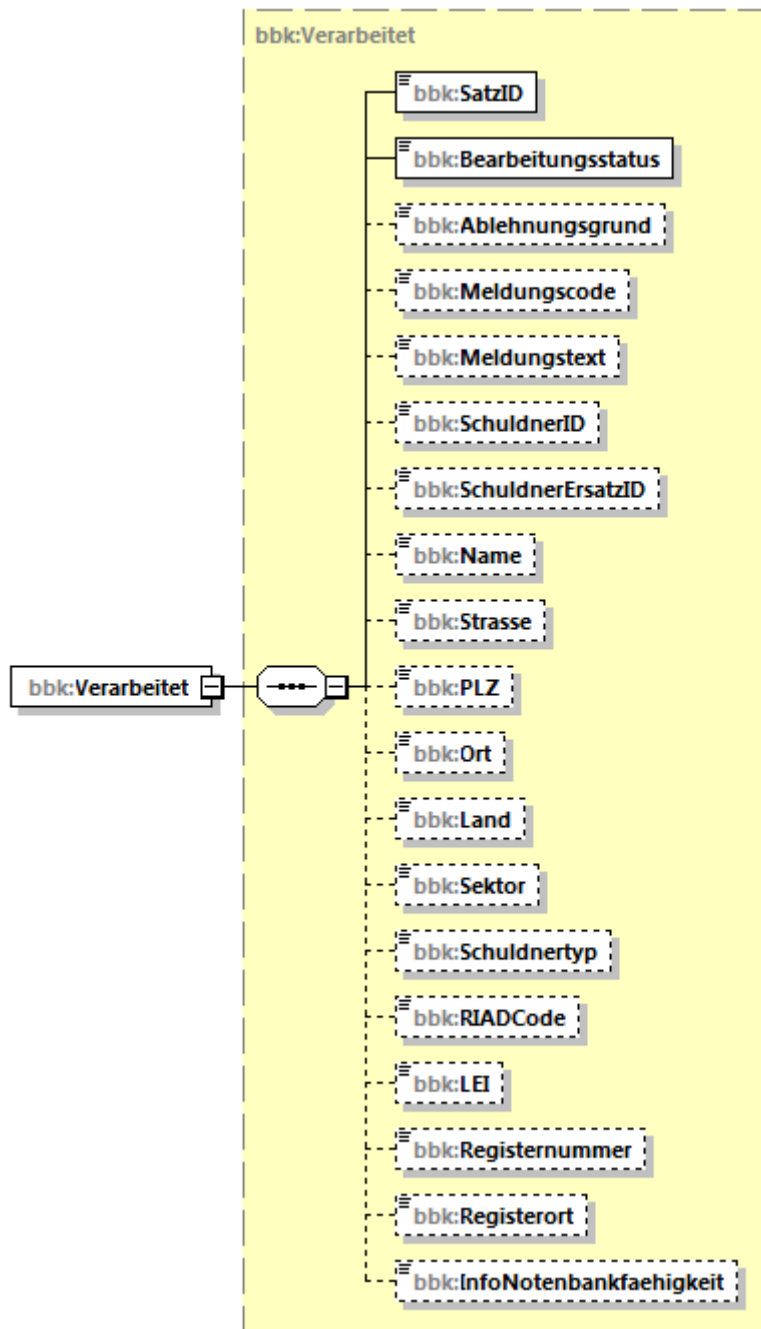 bbk:Verarbeitet
bbk:SatzID
bbk:Bearbeitungsstatus
bbk:Ablehnungsgrund
bbk:Meldungscode
bbk:Meldungstext
bbk:SchuldnerID
bbk:SchuldnerErsatzID
bbk:Name
bbk:Strasse
bbk:Verarbeitet
bbk:PLZ
bbk:Ort
bbk:Land
bbk:Sektor
bbk:Schuldnertyp
bbk:RIADCode
bbk:LEI
bbk:Registernummer
bbk:Registerort
bbk:InfoNotenbankfaehigkeit